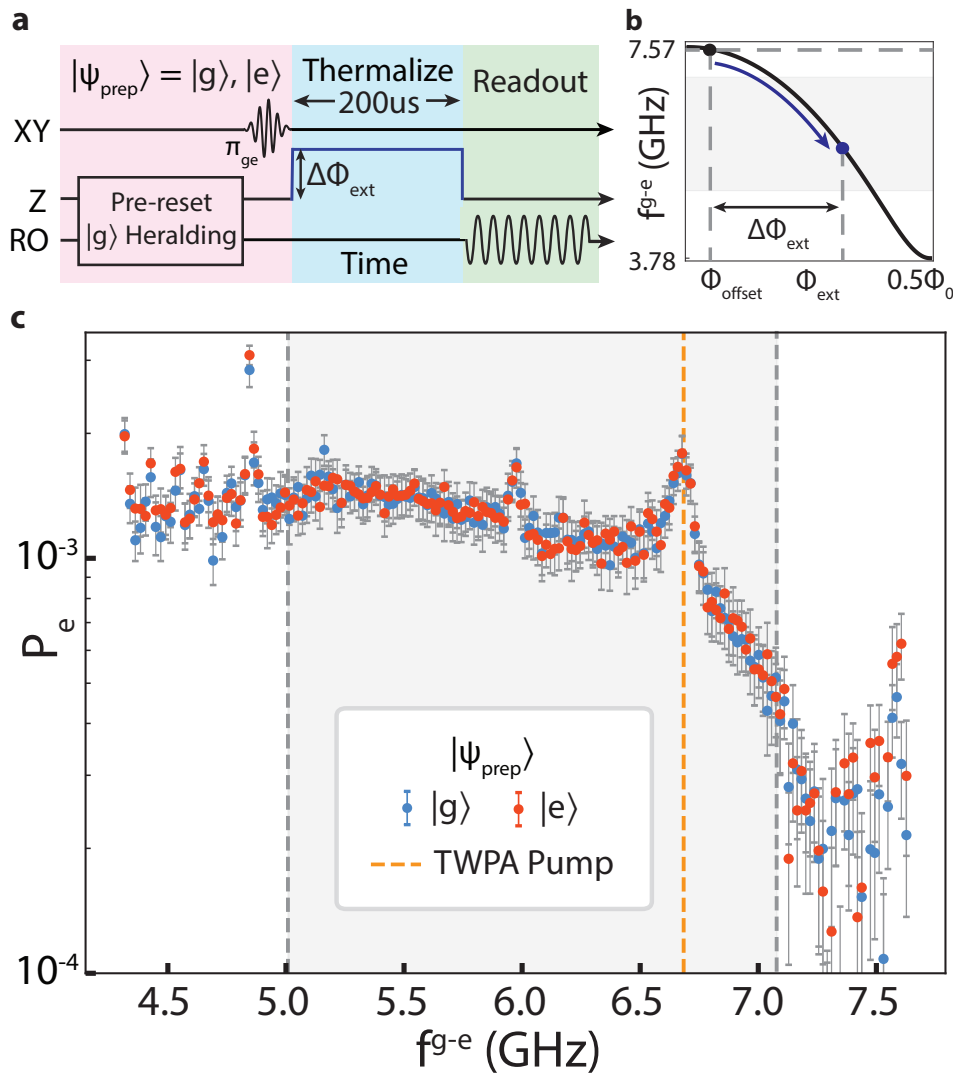 a
|ψprep⟩ = |g⟩, |e⟩
Thermalize
200us
Readout
XY
πge
Z
ΔΦext
Pre-reset
|g⟩ Heralding
RO
Time
b
7.57
f^g-e (GHz)
3.78
ΔΦext
Φoffset
Φext
0.5Φ0
c
Pe
10^-3
10^-4
|ψprep⟩
|g⟩
|e⟩
TWPA Pump
4.5 5.0 5.5 6.0 6.5 7.0 7.5
f^g-e (GHz)